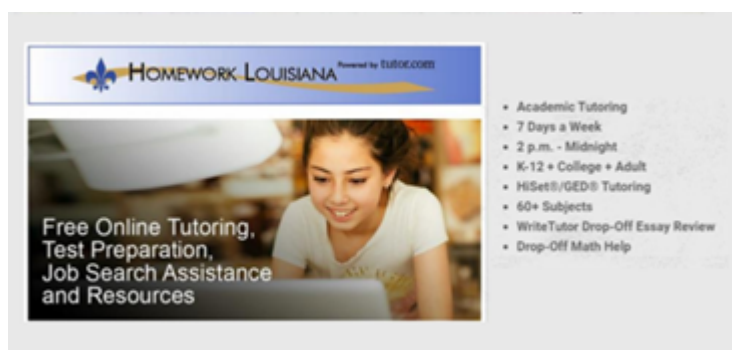 HOMEWORK LOUISIANA Powered by tutor.com
Free Online Tutoring,
Test Preparation,
Job Search Assistance
and Resources
• Academic Tutoring
• 7 Days a Week
• 2 p.m. - Midnight
• K-12 + College + Adult
• HiSet®/GED® Tutoring
• 60+ Subjects
• WriteTutor Drop-Off Essay Review
• Drop-Off Math Help